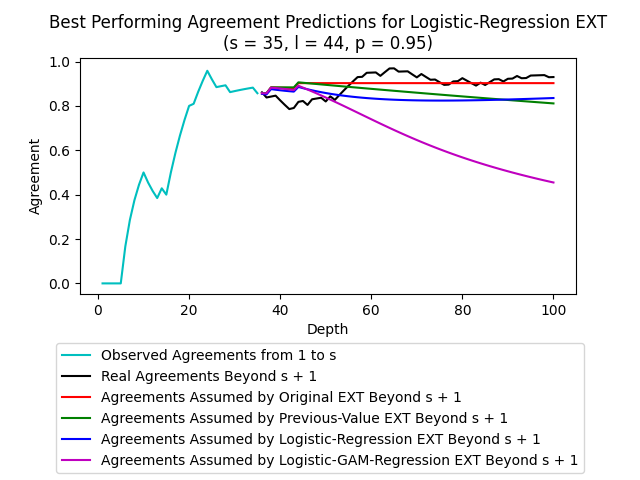 Best Performing Agreement Predictions for Logistic-Regression EXT
(s = 35, l = 44, p = 0.95)
1.0
0.8
0.6
0.4
0.2
0.0
Agreement
0 20 40 60 80 100
Depth
Observed Agreements from 1 to s
Real Agreements Beyond s + 1
Agreements Assumed by Original EXT Beyond s + 1
Agreements Assumed by Previous-Value EXT Beyond s + 1
Agreements Assumed by Logistic-Regression EXT Beyond s + 1
Agreements Assumed by Logistic-GAM-Regression EXT Beyond s + 1